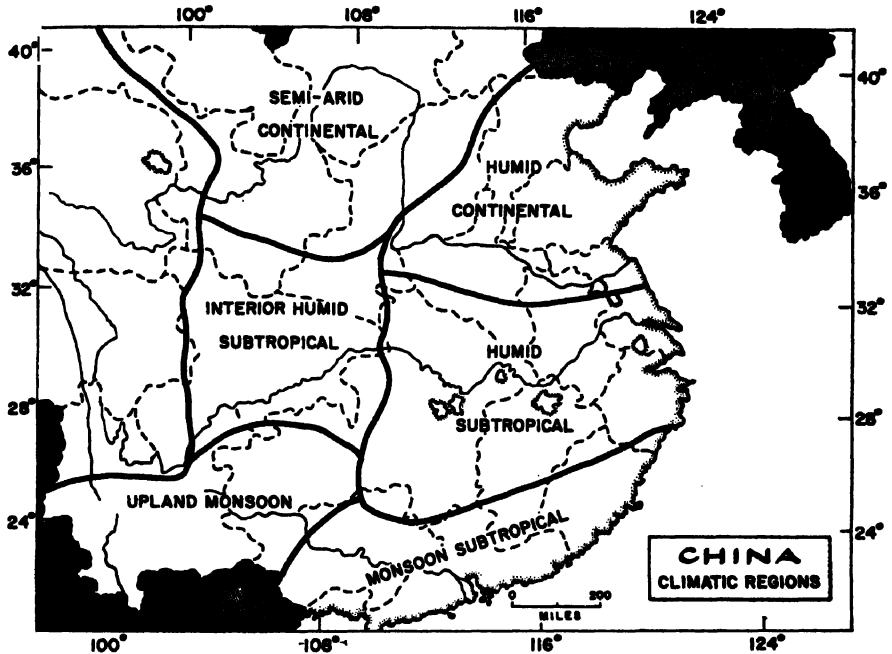 100° 108° 116° 124°
40° 40°
SEMI-ARID
CONTINENTAL
36° 36°
HUMID
CONTINENTAL
32° 32°
INTERIOR HUMID
SUBTROPICAL
HUMID
SUBTROPICAL
28° 28°
UPLAND MONSOON
24° 24°
MONSOON SUBTROPICAL
CHINA
CLIMATIC REGIONS
0 200
MILES
100° 108° 116° 124°